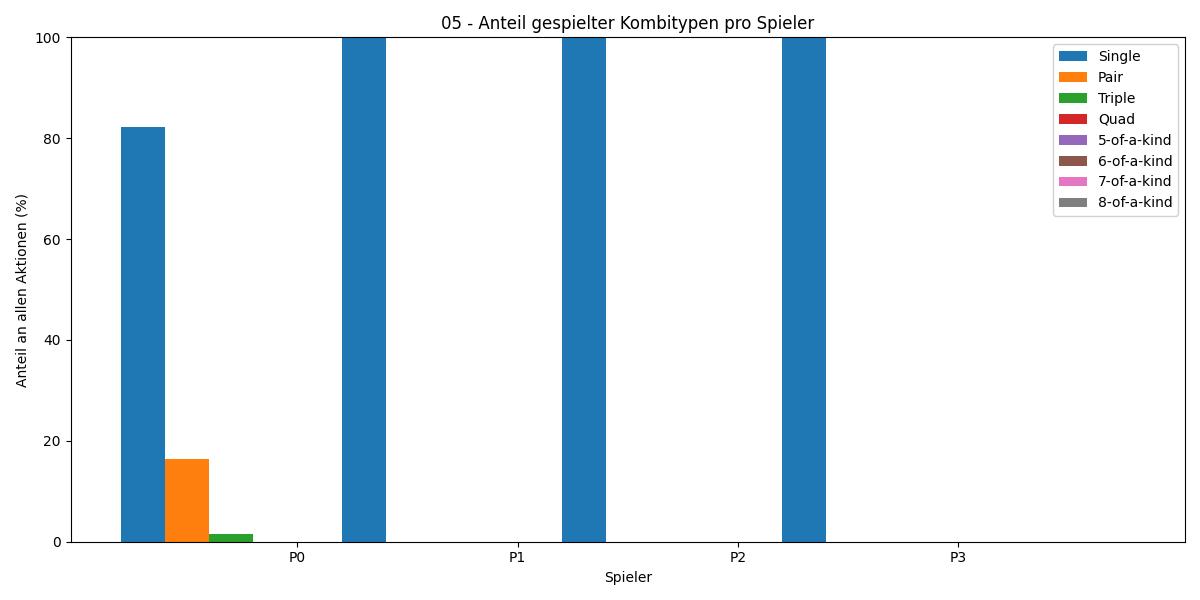 05 - Anteil gespielter Kombitypen pro Spieler
Anteil an allen Aktionen (%)
100
80
60
40
20
0
Single
Pair
Triple
Quad
5-of-a-kind
6-of-a-kind
7-of-a-kind
8-of-a-kind
P0 P1 P2 P3
Spieler